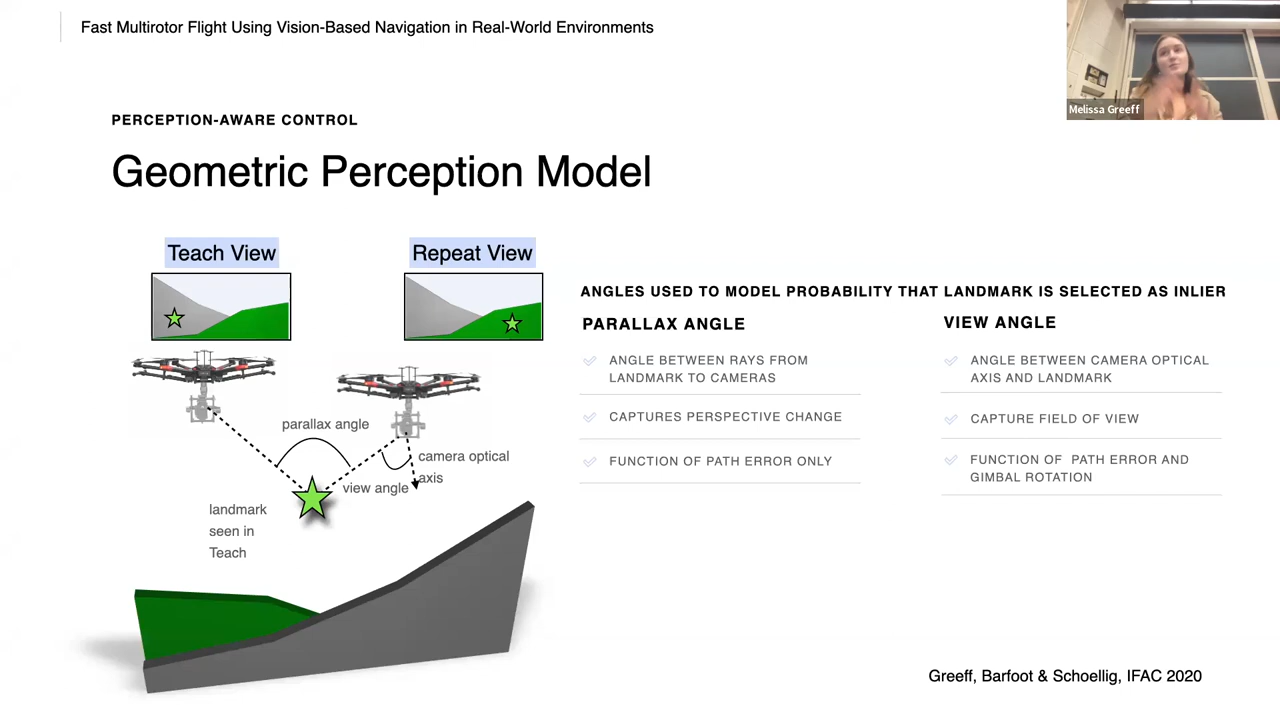 Fast Multirotor Flight Using Vision-Based Navigation in Real-World Environments
Melissa Greeff
PERCEPTION-AWARE CONTROL
Geometric Perception Model
Teach View
Repeat View
parallax angle
camera optical
axis
view angle
landmark
seen in
Teach
ANGLES USED TO MODEL PROBABILITY THAT LANDMARK IS SELECTED AS INLIER
PARALLAX ANGLE
ANGLE BETWEEN RAYS FROM
LANDMARK TO CAMERAS
CAPTURES PERSPECTIVE CHANGE
FUNCTION OF PATH ERROR ONLY
VIEW ANGLE
ANGLE BETWEEN CAMERA OPTICAL
AXIS AND LANDMARK
CAPTURE FIELD OF VIEW
FUNCTION OF PATH ERROR AND
GIMBAL ROTATION
Greeff, Barfoot & Schoellig, IFAC 2020